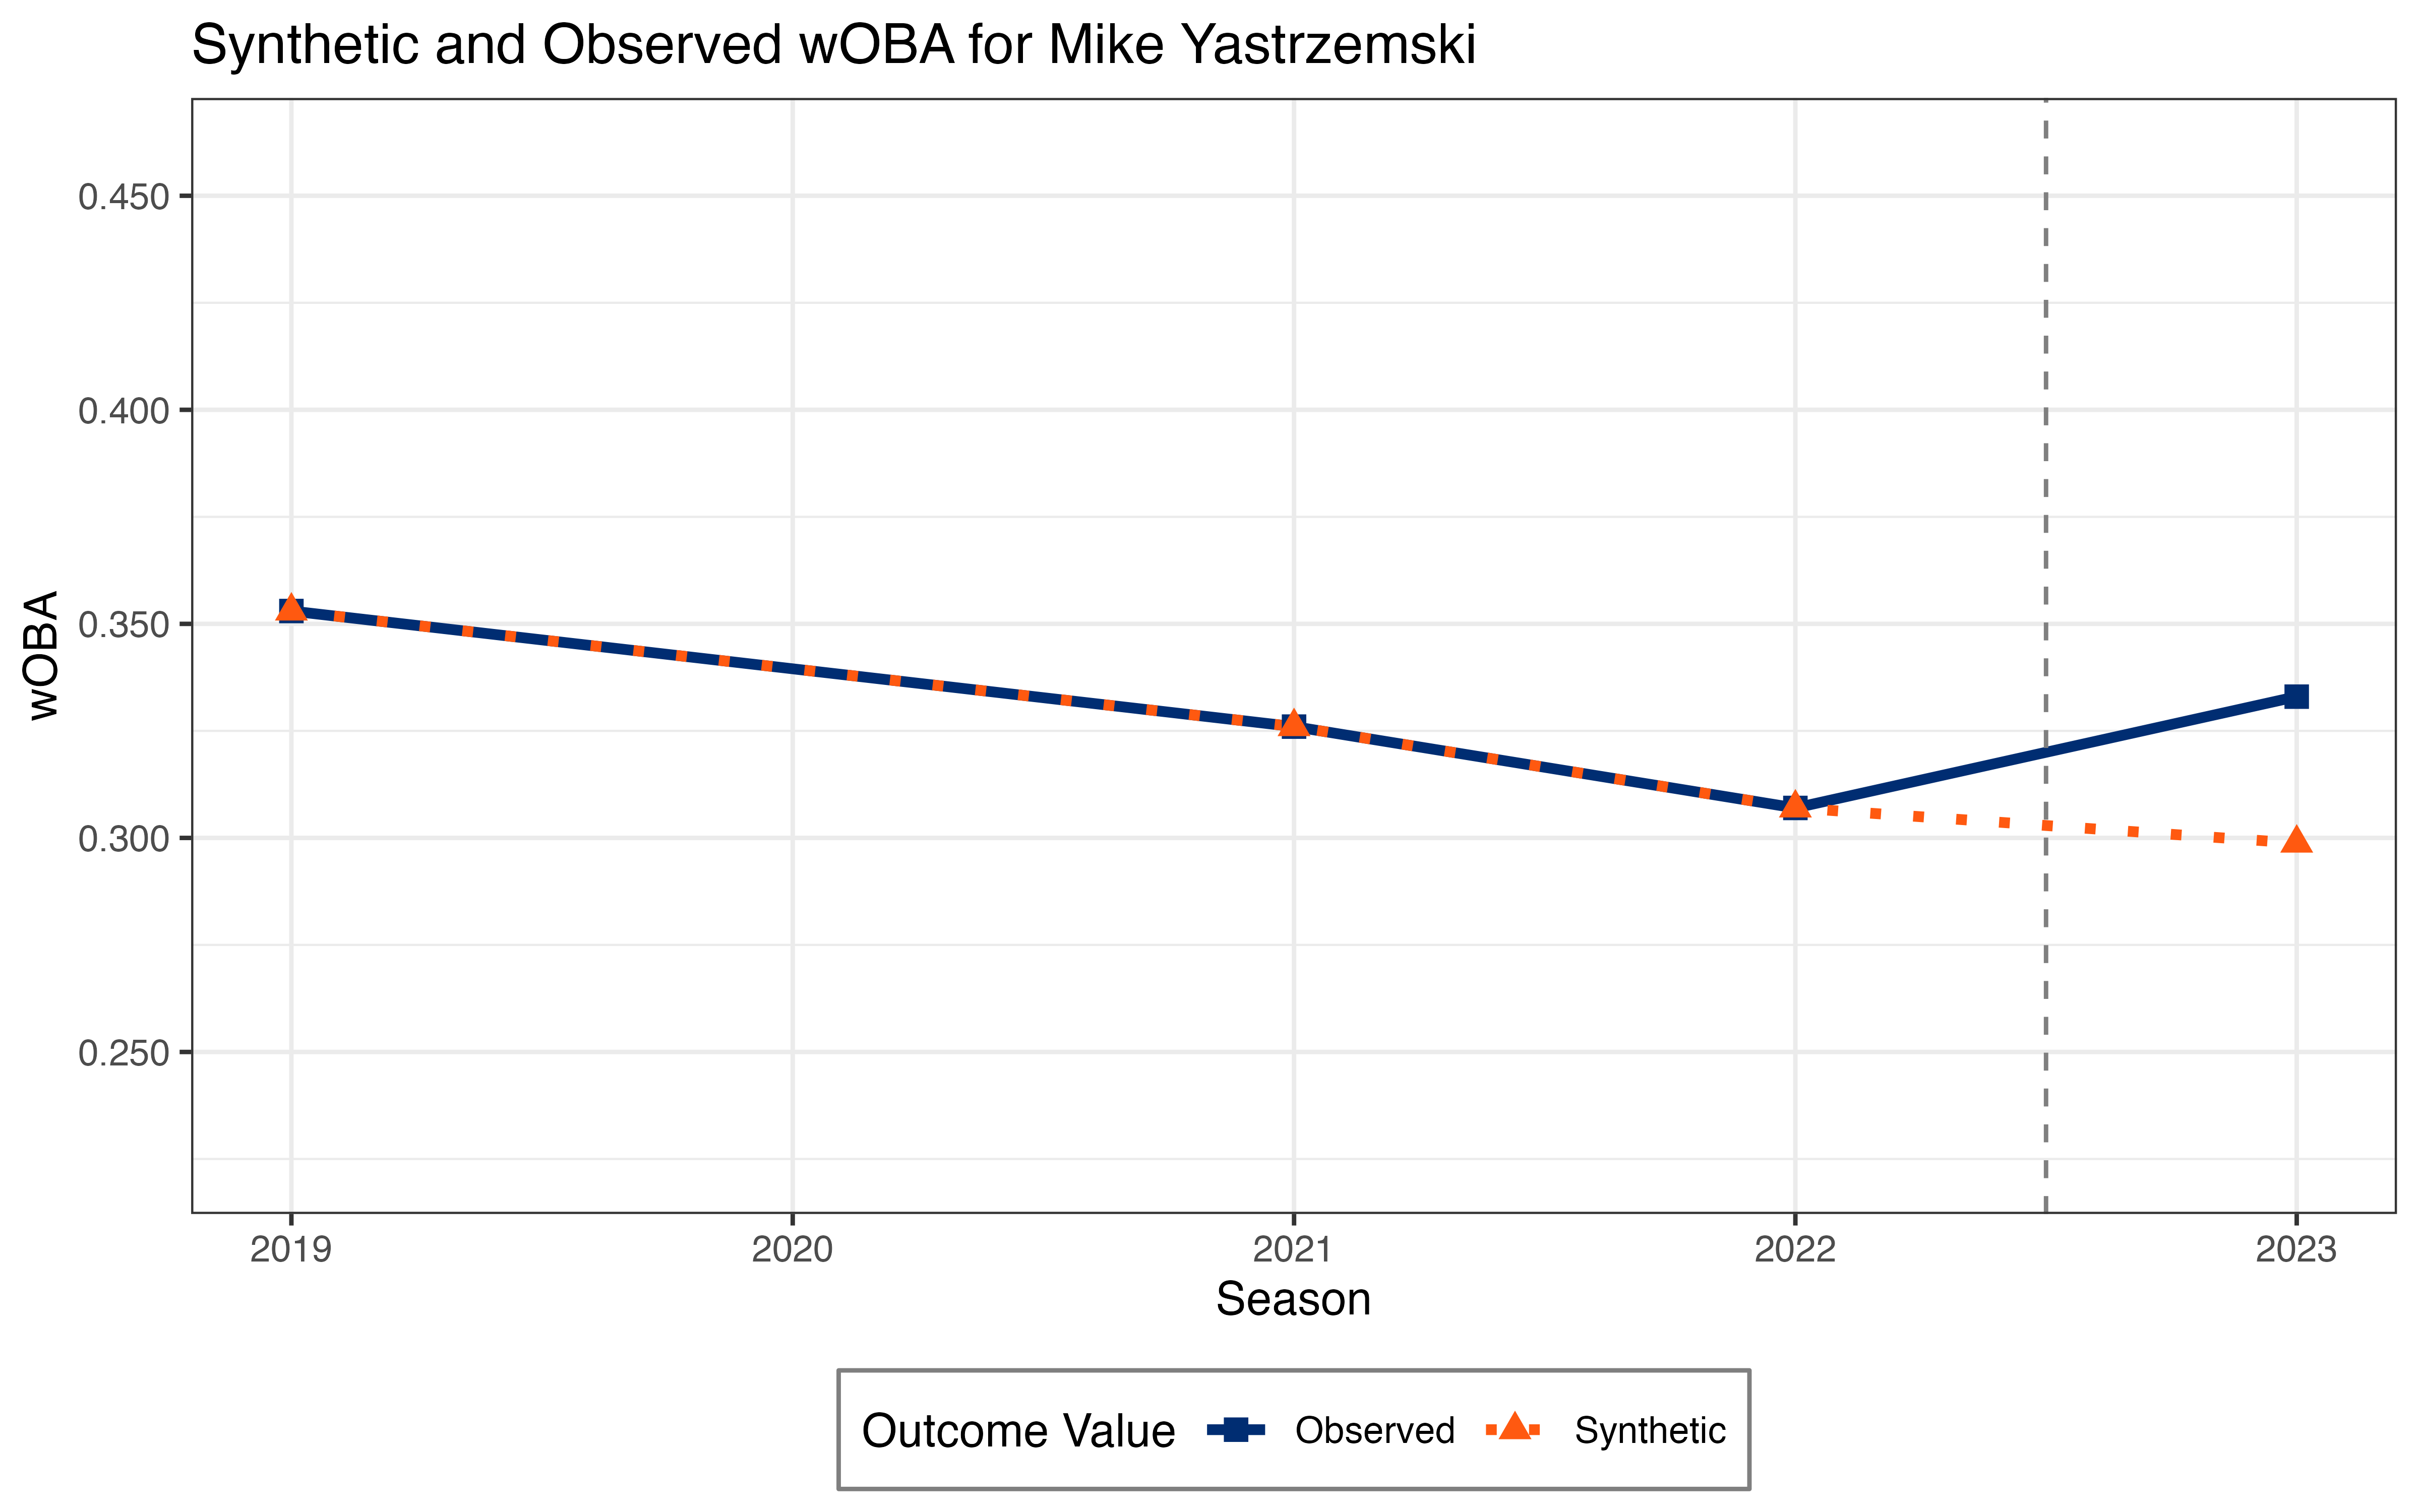 Synthetic and Observed wOBA for Mike Yastrzemski
0.450
0.400
0.350
0.300
0.250
wOBA
2019 2020 2021 2022 2023
Season
Outcome Value Observed Synthetic